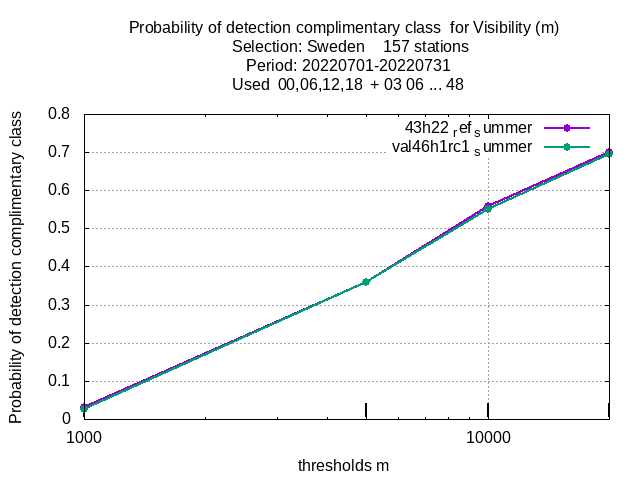 Probability of detection complimentary class for Visibility (m)
Selection: Sweden 157 stations
Period: 20220701-20220731
Used 00,06,12,18 + 03 06 ... 48
Probability of detection complimentary class
43h22 ref summer
val46h1rc1 summer
0.8
0.7
0.6
0.5
0.4
0.3
0.2
0.1
0
1000 10000
thresholds m